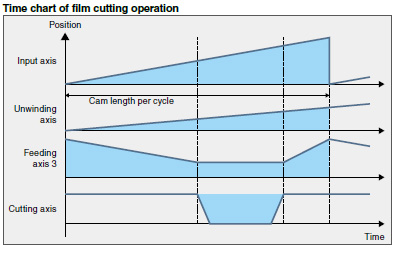 Time chart of film cutting operation
Position
Input axis
Cam length per cycle
Unwinding
axis
Feeding
axis 3
Cutting axis
Time